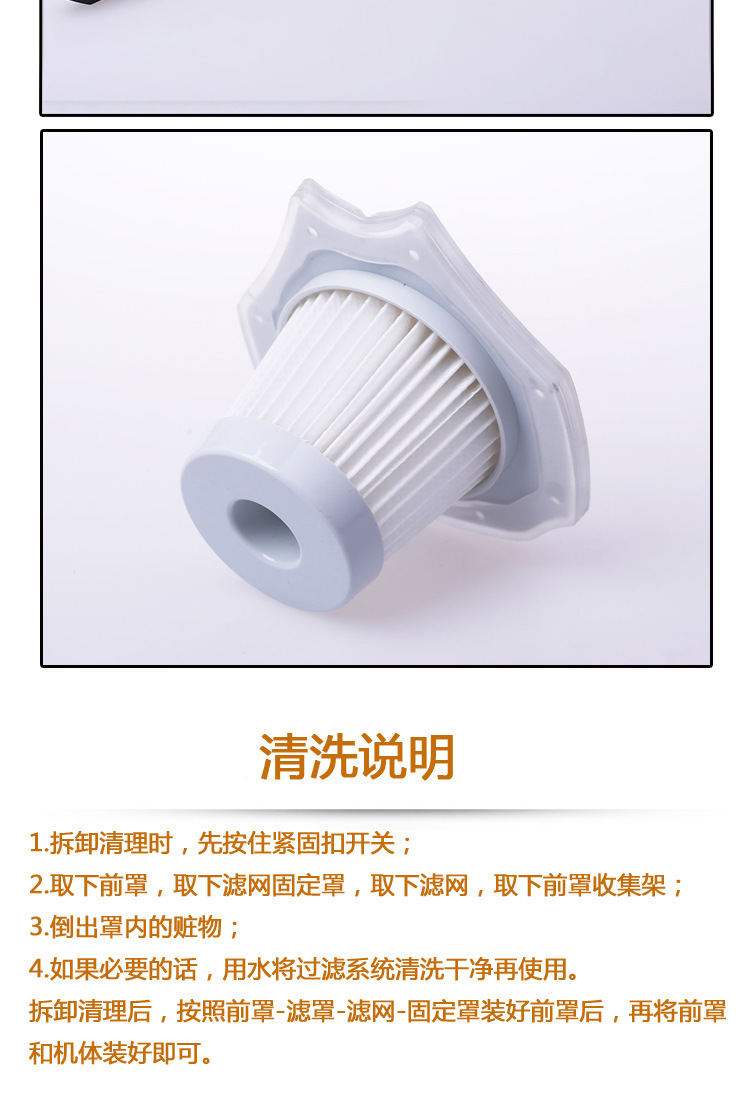 清洗说明
1.拆卸清理时，先按住紧固扣开关；
2.取下前罩，取下滤网固定罩，取下滤网，取下前罩收集架；
3.倒出罩内的赃物；
4.如果必要的话，用水将过滤系统清洗干净再使用。
拆卸清理后，按照前罩-滤罩-滤网-固定罩装好前罩后，再将前罩
和机体装好即可。